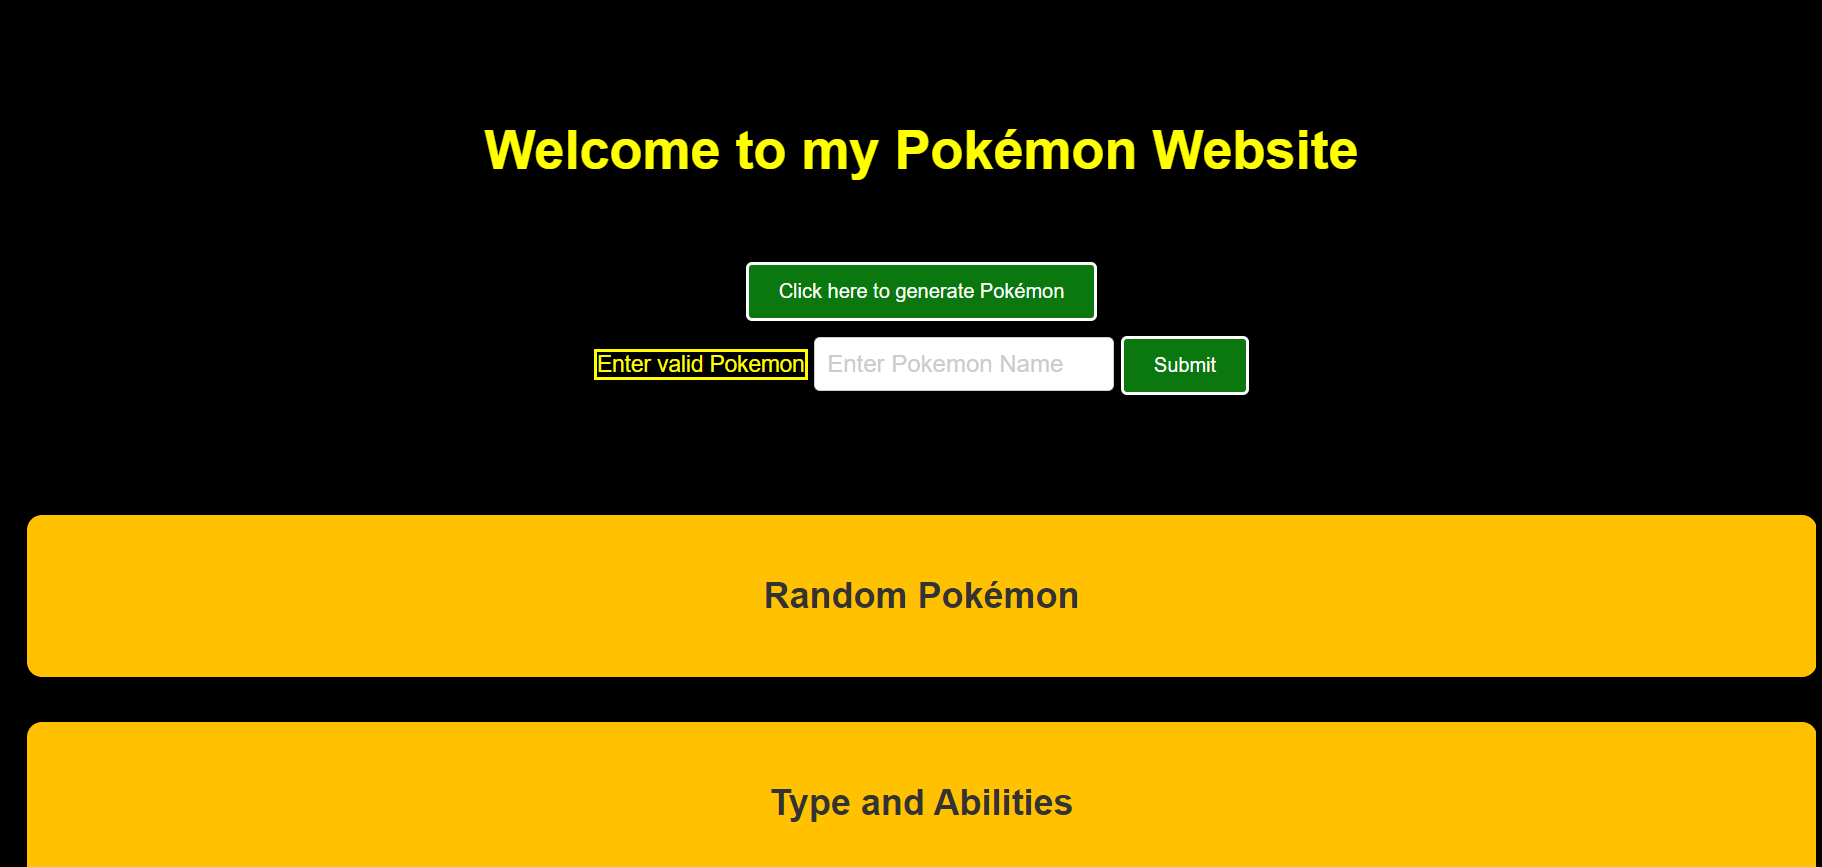 Welcome to my Pokémon Website
Click here to generate Pokémon
Enter valid Pokemon Enter Pokemon Name Submit
Random Pokémon
Type and Abilities